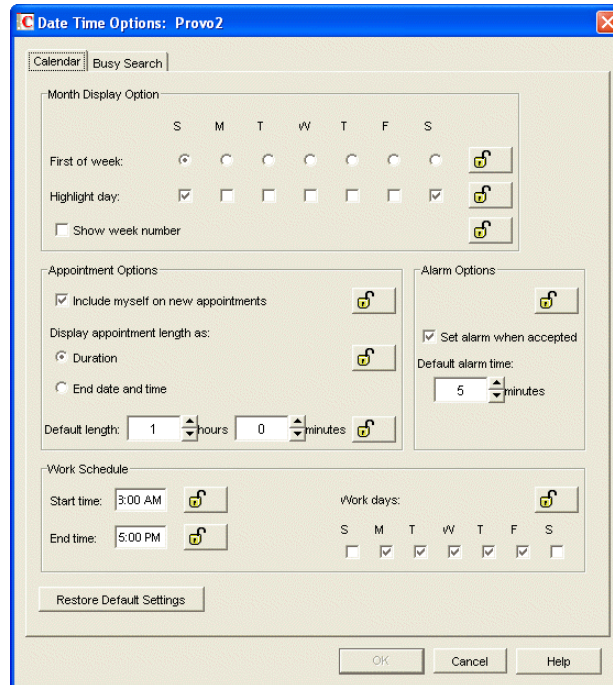 Date Time Options: Provo2
Calendar Busy Search
Month Display Option
S M T W T F S
First of week:
Highlight day:
Show week number
Appointment Options
Include myself on new appointments
Display appointment length as:
Duration
End date and time
Default length: 1 hours 0 minutes
Alarm Options
Set alarm when accepted
Default alarm time:
5 minutes
Work Schedule
Start time: :00 AM
End time: 5:00 PM
Work days:
S M T W T F S
Restore Default Settings
OK Cancel Help